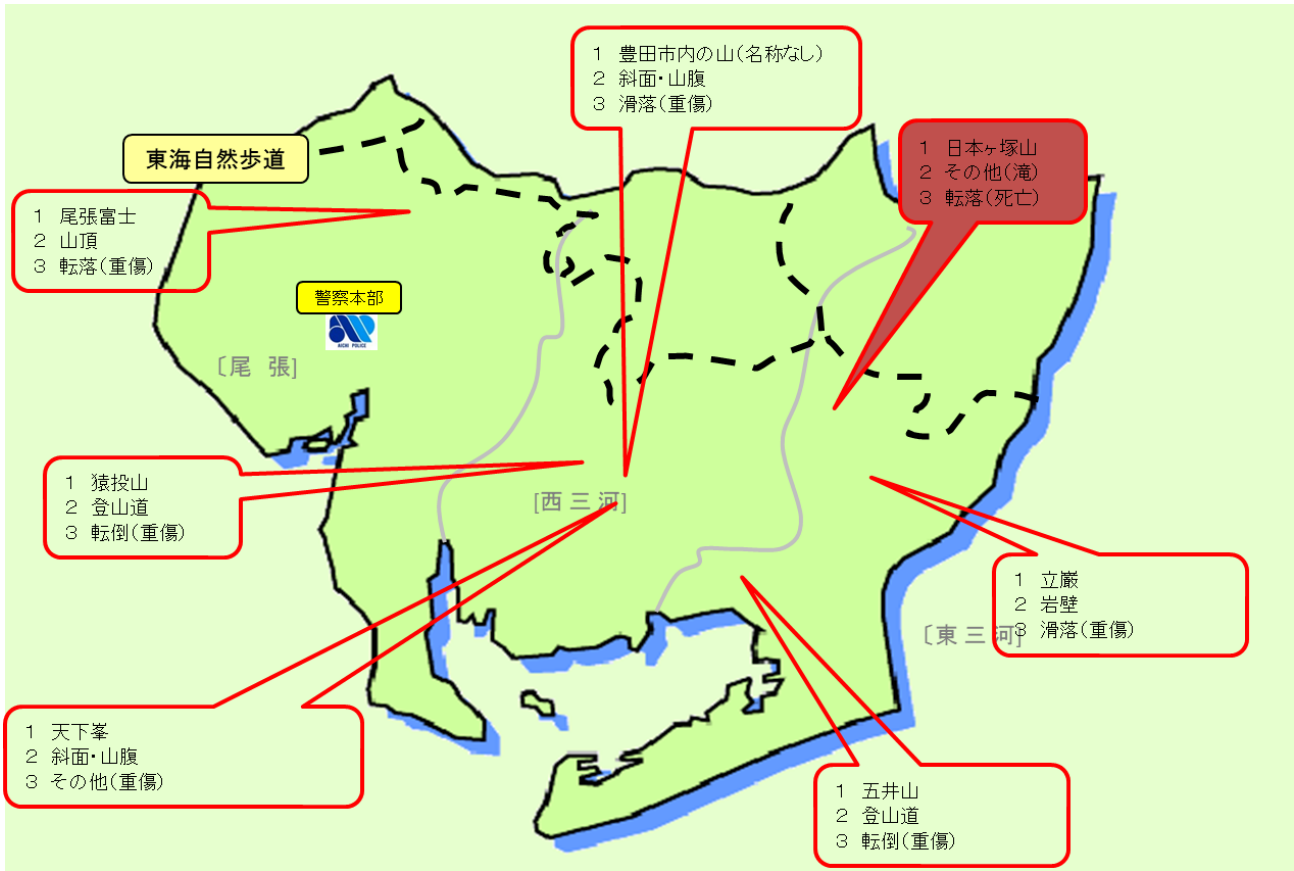 1 豊田市内の山(名称なし)
2 斜面・山腹
3 滑落(重傷)
東海自然歩道
1 日本ヶ塚山
2 その他(滝)
3 転落(死亡)
1 尾張富士
2 山頂
3 転落(重傷)
警察本部
AICHI POLICE
〔尾 張]
1 猿投山
2 登山道
3 転倒(重傷)
[西 三 河]
1 立巌
2 岩壁
3 滑落(重傷)
〔東 三 河]
1 天下峯
2 斜面・山腹
3 その他(重傷)
1 五井山
2 登山道
3 転倒(重傷)